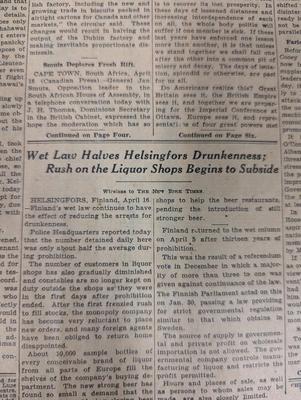 ish factory. Including the new and
growing trade in biscuits packed in
airtight cartons for Canadian and other
markets," the circular said. These
changes would result in halving the
output of the Dublin factory and
making inevitable proportionate dis-
missals.
Smuts Deplores Fresh Rift.
CAPE TOWN, South Africa, April
16 (Canadian Press).—General Jan
Smuts, Opposition leader in the
South African House of Assembly, in
a telephone conversation today with
J. H. Thomas, Dominions Secretary
in the British Cabinet, expressed the
hope the moderation which has so
Continued on Page Four.
is to recover its lost prosperity. In
these days of lessened distances and
increasing interdependence of each
on all, the whole body politic will
suffer if one member is sick. If these
last years have enforced one lesson
more than another, it is that unless
we stand together we shall fall one
after the other into a common pit of
misery and decay. The days of isola-
tion, splendid or otherwise, are past
for us all.
Do Americans realize this? Great
Britain sees it, the British Empire
sees it, and together we are prepar-
ing for the Imperial Conference at
Ottawa. Europe sees it, and repre-
sentatives of four great powers met
Continued on Page Six.
Wet Law Halves Helsingfors Drunkenness;
Rush on the Liquor Shops Begins to Subside
Wireless to THE NEW YORK TIMES.
HELSINGFORS, Finland, April 16
—Finland's wet law continues to have
the effect of reducing the arrests for
drunkenness.
Police Headquarters reported today
that the number detained daily here
was only about half the average dur-
ing prohibition.
The number of customers in liquor
shops has also gradually diminished
and constables are no longer kept on
duty outside the shops as they were
in the first days after prohibition
ended. After the first frenzied rush
to fill stocks, the monopoly company
has become very reluctant to place
new orders, and many foreign agents
have been obliged to return home
disappointed.
About 10,000 sample bottles of
every conceivable brand of liquor
from all parts of Europe fill the
shelves of the company's buying de-
partment. The new strong beer has
found so small a demand that the
shops to help the beer restaurants,
pending the introduction of still
stronger beer.
Finland returned to the wet column
on April 5 after thirteen years of
prohibition.
This was the result of a referendum
vote in December in which a major-
ity of more than three to one was
given against continuance of the law.
The Finnish Parliament acted on this
on Jan. 30, passing a law providing
for strict governmental regulation
similar to that which obtains in
Sweden.
The source of supply is governmen-
tal and private profit on wholesale
importation is not allowed. The gov-
ernmental company controls manu-
facturing of liquor and restricts the
profit permitted.
Hours and places of sale, as well
as persons to whom sales may be
made, are also closely limited.